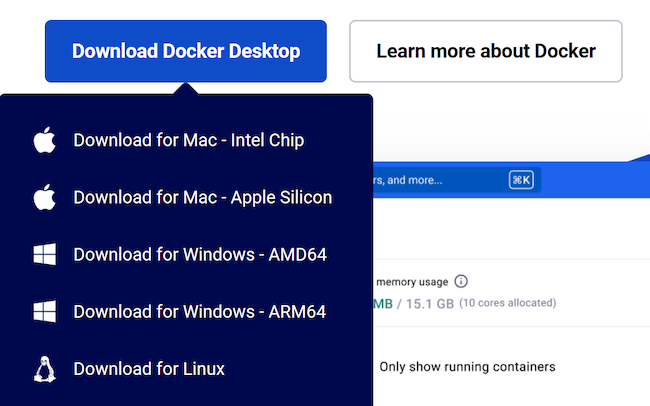 Download Docker Desktop
Learn more about Docker
Download for Mac - Intel Chip
Download for Mac - Apple Silicon
rs, and more... ⌘K
Download for Windows - AMD64
memory usage
Download for Windows - ARM64
MB / 15.1 GB (10 cores allocated)
Download for Linux
Only show running containers